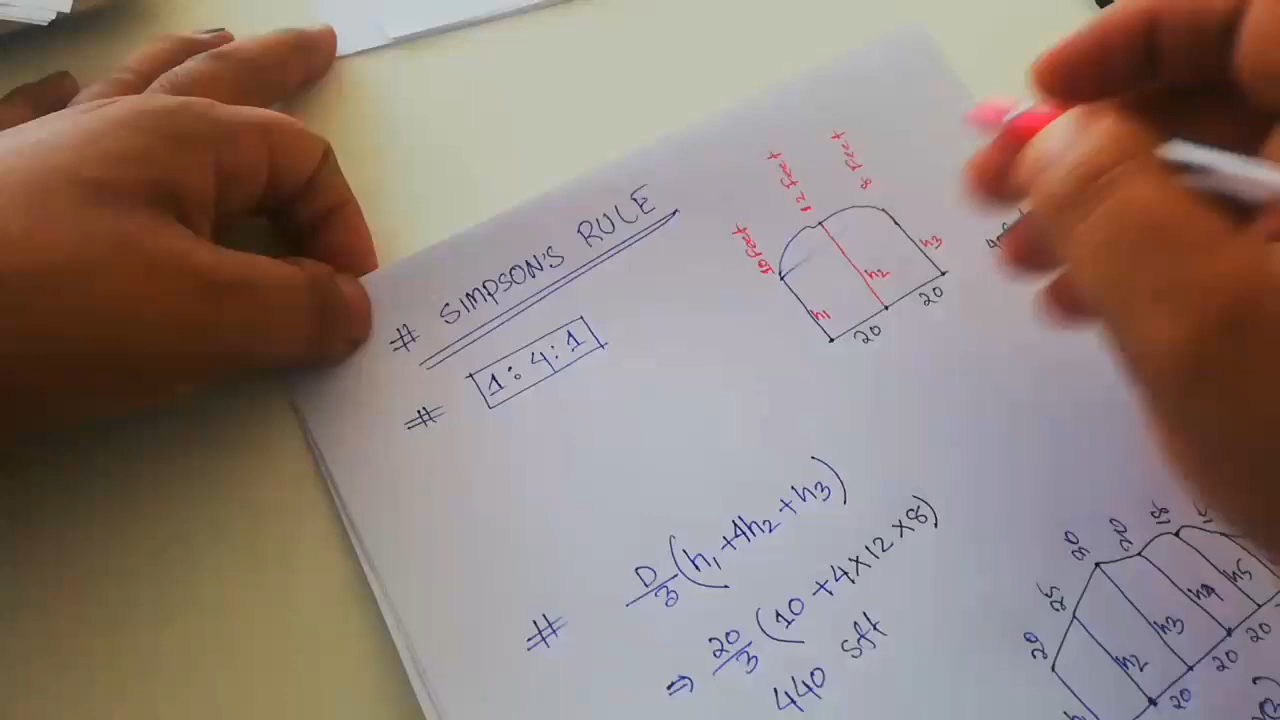 # SIMPSON'S RULE
# 1:4:1
10 feet
12 feet
8 feet
h1
h2
h3
20
20
# D/3 (h1+4h2+h3)
⇒ 20/3 (10+4×12×8)
440 sft
20
25
30
20
18
h2
h3
h4
h5
20
20
20